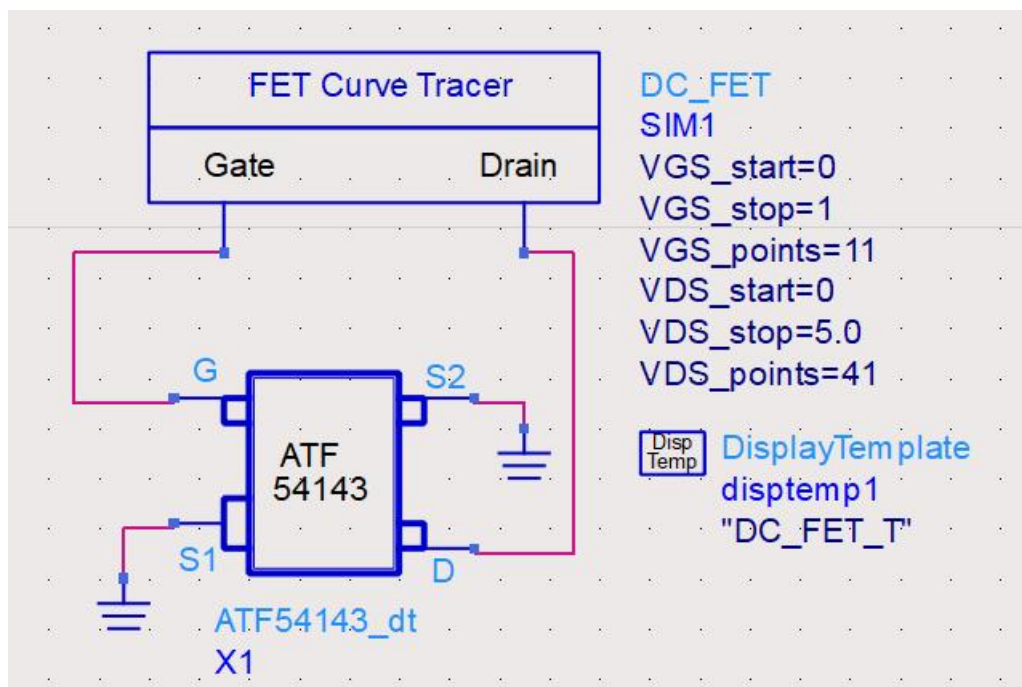 FET Curve Tracer
Gate
Drain
DC_FET
SIM1
VGS_start=0
VGS_stop=1
VGS_points=11
VDS_start=0
VDS_stop=5.0
VDS_points=41
G
S2
ATF
54143
S1
D
ATF54143_dt
X1
Disp
Temp
DisplayTemplate
disptemp1
"DC_FET_T"